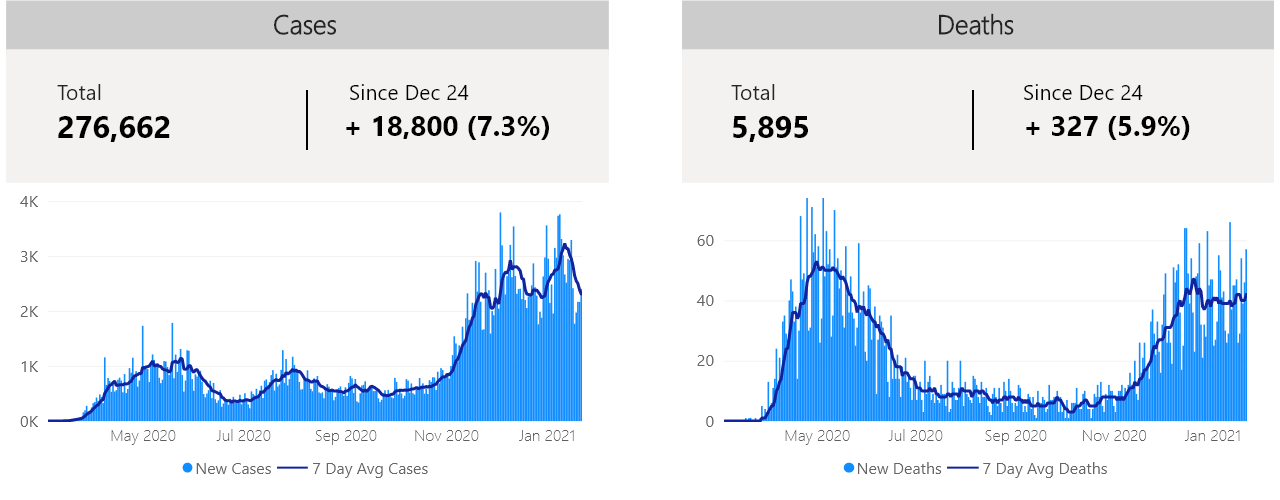 Cases
Total
276,662
Since Dec 24
+ 18,800 (7.3%)
4K
3K
2K
1K
0K
May 2020 Jul 2020 Sep 2020 Nov 2020 Jan 2021
New Cases 7 Day Avg Cases
Deaths
Total
5,895
Since Dec 24
+ 327 (5.9%)
60
40
20
0
May 2020 Jul 2020 Sep 2020 Nov 2020 Jan 2021
New Deaths 7 Day Avg Deaths